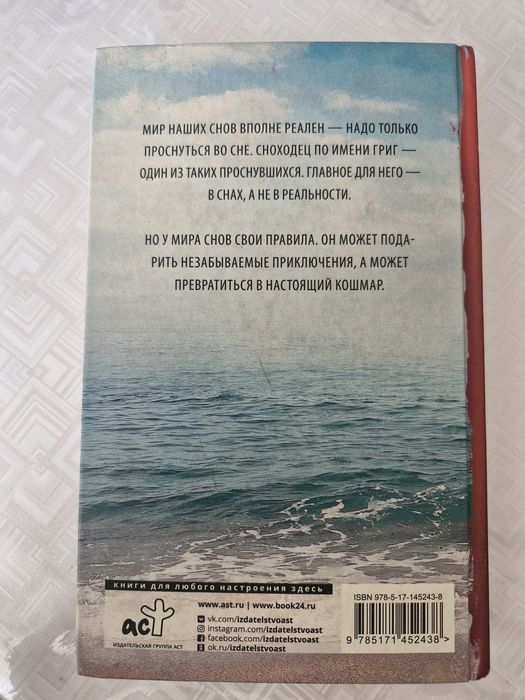 МИР НАШИХ СНОВ ВПОЛНЕ РЕАЛЕН — НАДО ТОЛЬКО
ПРОСНУТЬСЯ ВО СНЕ. СНОХОДЕЦ ПО ИМЕНИ ГРИГ —
ОДИН ИЗ ТАКИХ ПРОСНУВШИХСЯ. ГЛАВНОЕ ДЛЯ НЕГО —
В СНАХ, А НЕ В РЕАЛЬНОСТИ.
НО У МИРА СНОВ СВОИ ПРАВИЛА. ОН МОЖЕТ ПОДА-
РИТЬ НЕЗАБЫВАЕМЫЕ ПРИКЛЮЧЕНИЯ, А МОЖЕТ
ПРЕВРАТИТЬСЯ В НАСТОЯЩИЙ КОШМАР.
книги для любого настроения здесь
www.ast.ru | www.book24.ru
vk.com/izdatelstvoast
instagram.com/izdatelstvoast
facebook.com/izdatelstvoast
ok.ru/izdatelstvoast
аст
ИЗДАТЕЛЬСКАЯ ГРУППА АСТ
ISBN 978-5-17-145243-8
9 785171 452438>